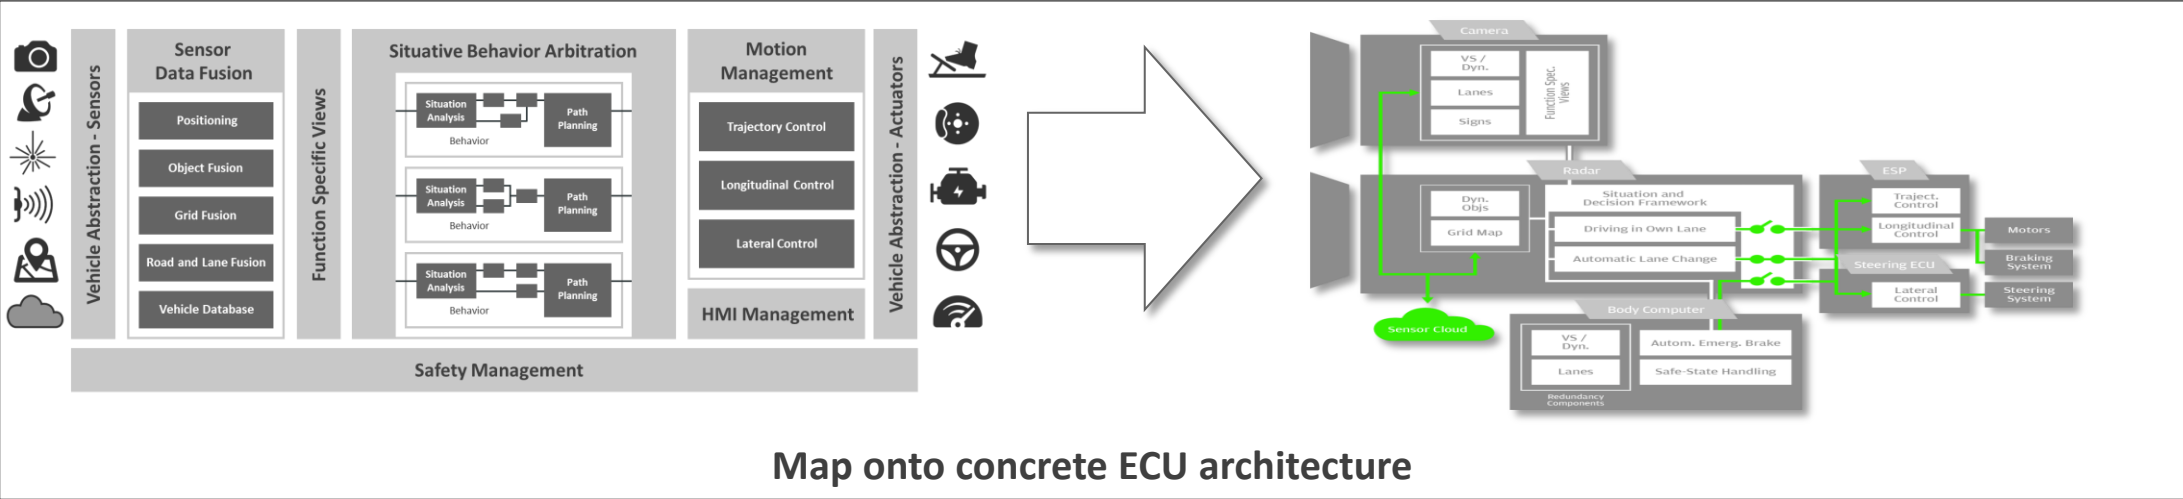 Vehicle Abstraction - Sensors
Sensor
Data Fusion
Positioning
Object Fusion
Grid Fusion
Road and Lane Fusion
Vehicle Database
Function Specific Views
Situative Behavior Arbitration
Situation
Analysis
Behavior
Path
Planning
Situation
Analysis
Behavior
Path
Planning
Situation
Analysis
Behavior
Path
Planning
Motion
Management
Trajectory Control
Longitudinal Control
Lateral Control
HMI Management
Vehicle Abstraction - Actuators
Safety Management
Camera
VS /
Dyn.
Lanes
Signs
Function Spec.
Views
Radar
Dyn.
Objs
Grid Map
Situation and
Decision Framework
Driving in Own Lane
Automatic Lane Change
ESP
Traject.
Control
Longitudinal
Control
Motors
Braking
System
Steering ECU
Lateral
Control
Steering
System
Sensor Cloud
Body Computer
VS /
Dyn.
Lanes
Redundancy
Components
Autom. Emerg. Brake
Safe-State Handling
Map onto concrete ECU architecture